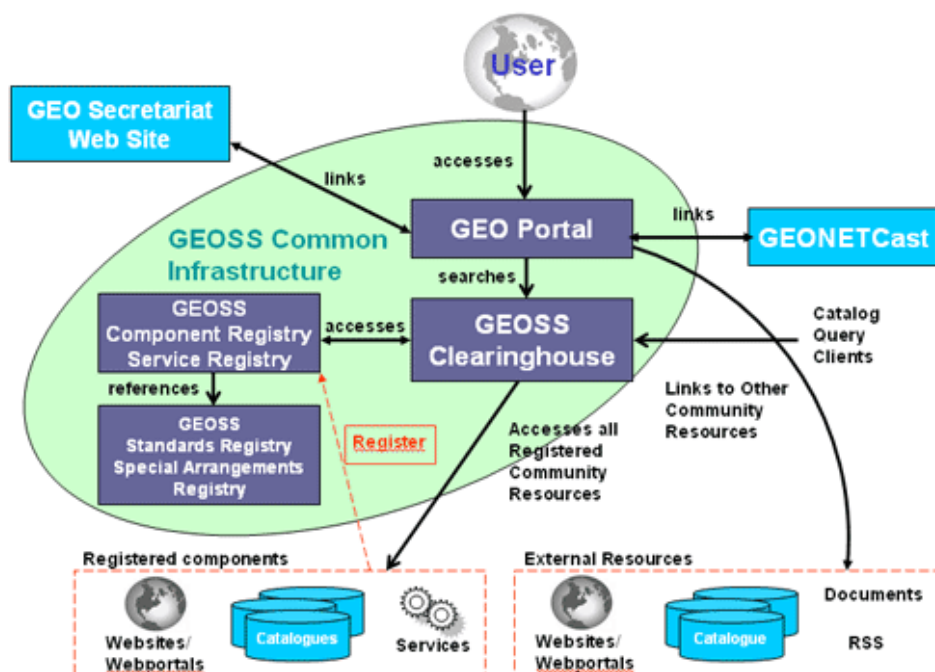 User
GEO Secretariat
Web Site
accesses
links
GEO Portal
links
GEONETCast
GEOSS Common
Infrastructure
searches
GEOSS
Component Registry
Service Registry
accesses
GEOSS
Clearinghouse
Catalog
Query
Clients
references
GEOSS
Standards Registry
Special Arrangements
Registry
Register
Accesses all
Registered
Community
Resources
Links to Other
Community
Resources
Registered components
Websites/
Webportals
Catalogues
Services
External Resources
Websites/
Webportals
Catalogue
Documents
RSS